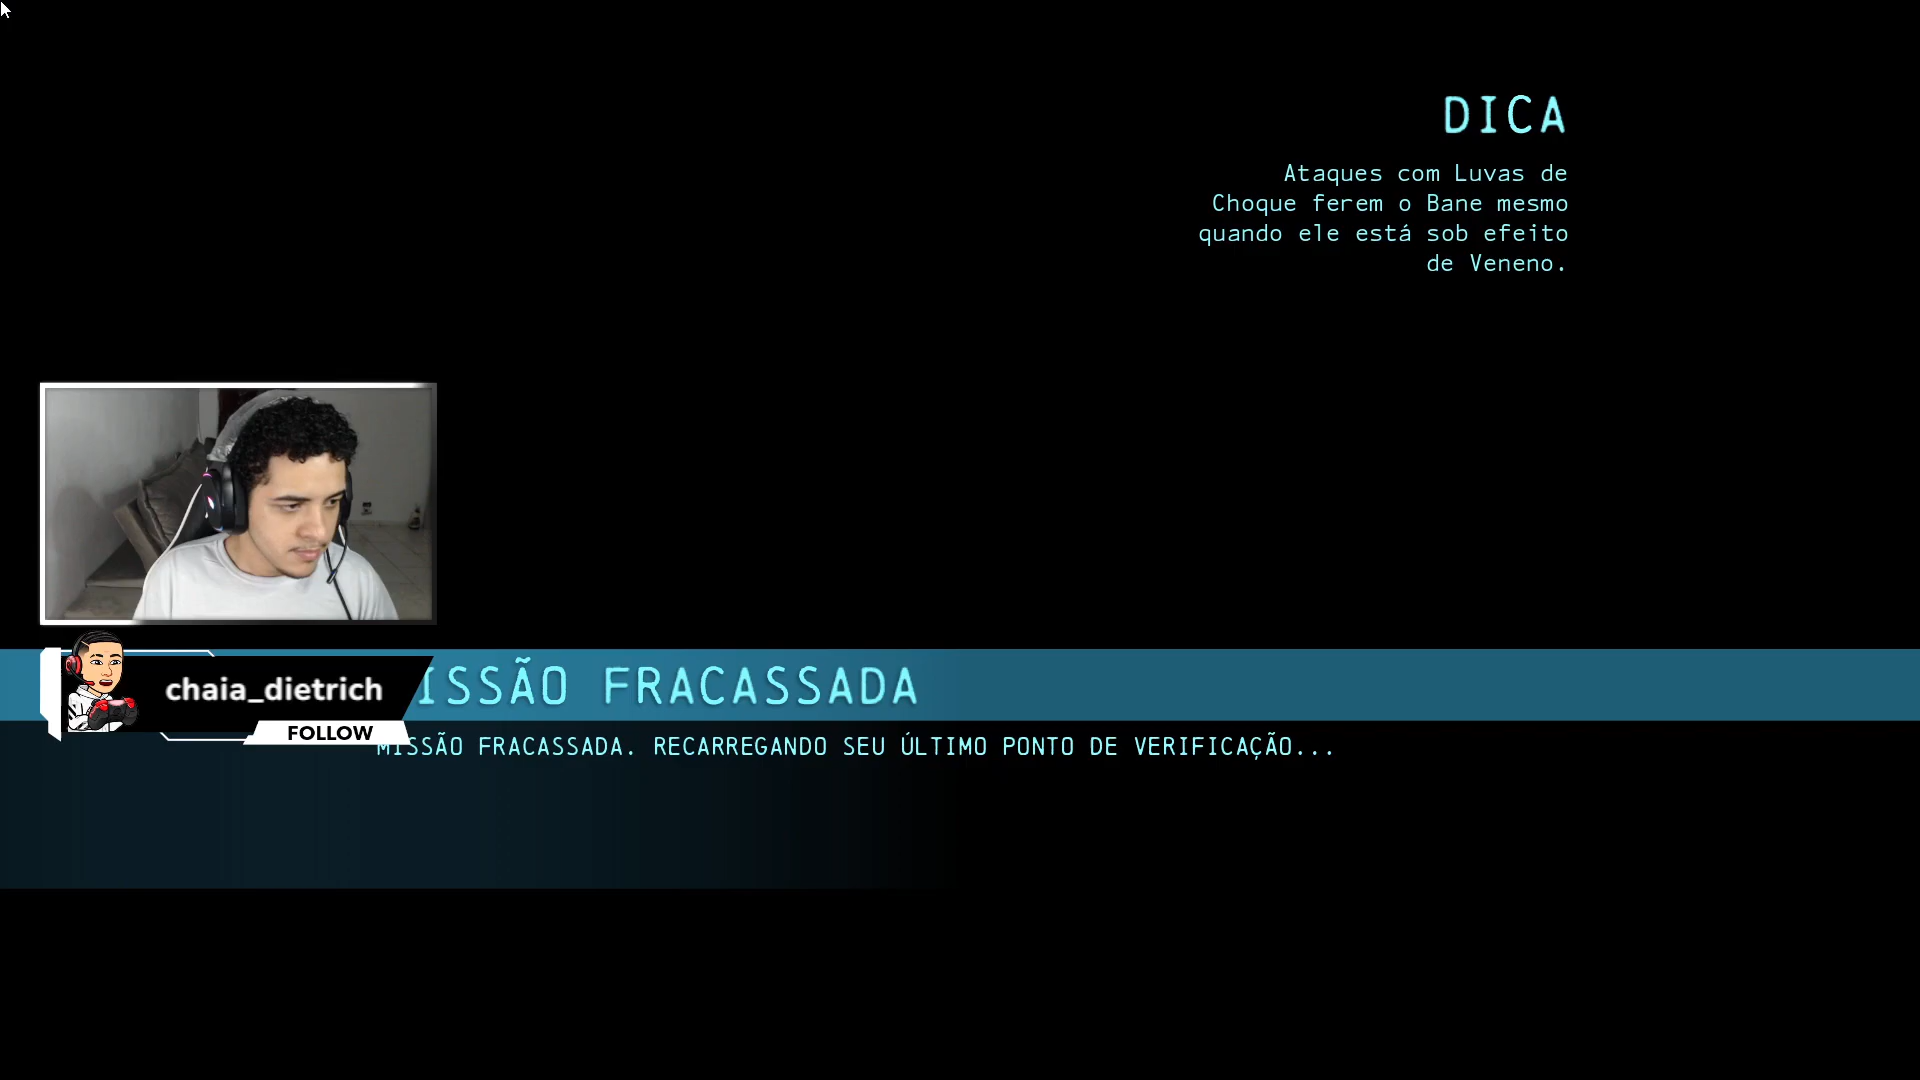 DICA
Ataques com Luvas de
Choque ferem o Bane mesmo
quando ele está sob efeito
de Veneno.
ISSÃO FRACASSADA
chaia_dietrich
FOLLOW
MISSÃO FRACASSADA. RECARREGANDO SEU ÚLTIMO PONTO DE VERIFICAÇÃO...